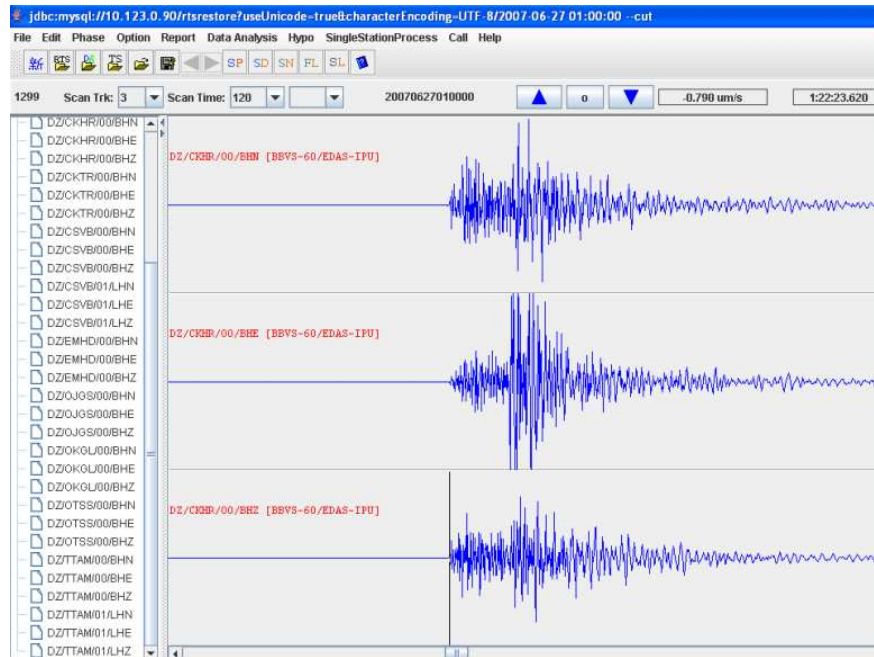 jdbc:mysql://10.123.0.90/rtsrestore?useUnicode=true&characterEncoding=UTF-8/2007-06-27 01:00:00 --cut
File Edit Phase Option Report Data Analysis Hypo SingleStationProcess Call Help
新 BTS TS SP SD SN FL SL
1299 Scan Trk: 3 Scan Time: 120 20070627010000 0 -0.790 um/s 1:22:23.620
DZ/CKHR/00/BHN
DZ/CKHR/00/BHE
DZ/CKHR/00/BHZ
DZ/CKTR/00/BHN
DZ/CKTR/00/BHE
DZ/CKTR/00/BHZ
DZ/CSVB/00/BHN
DZ/CSVB/00/BHE
DZ/CSVB/00/BHZ
DZ/CSVB/01/LHN
DZ/CSVB/01/LHE
DZ/CSVB/01/LHZ
DZ/EMHD/00/BHN
DZ/EMHD/00/BHE
DZ/EMHD/00/BHZ
DZ/OJGS/00/BHN
DZ/OJGS/00/BHE
DZ/OJGS/00/BHZ
DZ/OKGL/00/BHN
DZ/OKGL/00/BHE
DZ/OKGL/00/BHZ
DZ/OTSS/00/BHN
DZ/OTSS/00/BHE
DZ/OTSS/00/BHZ
DZ/TTAM/00/BHN
DZ/TTAM/00/BHE
DZ/TTAM/00/BHZ
DZ/TTAM/01/LHN
DZ/TTAM/01/LHE
DZ/TTAM/01/LHZ
DZ/CKHR/00/BHN [BBVS-60/EDAS-IPU]
DZ/CKHR/00/BHE [BBVS-60/EDAS-IPU]
DZ/CKHR/00/BHZ [BBVS-60/EDAS-IPU]